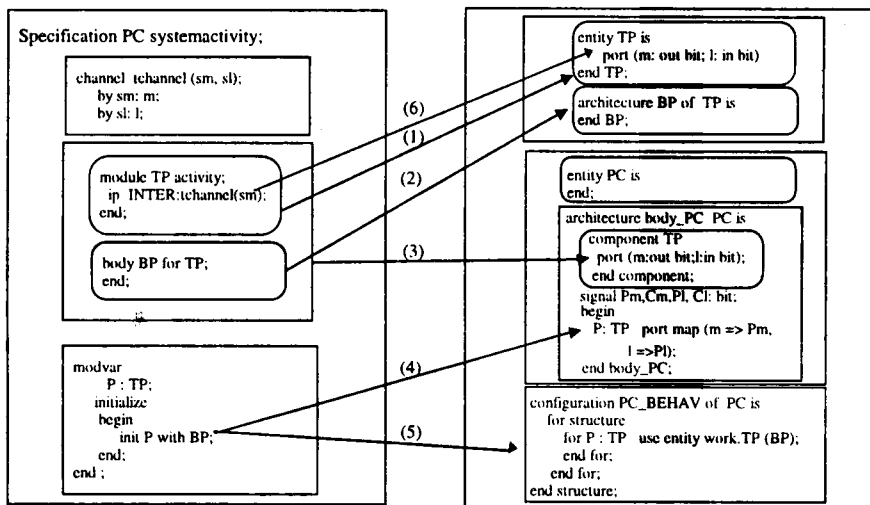 Specification PC systemactivity;
channel tchannel (sm, sl);
by sm: m;
by sl: l;
module TP activity;
ip INTER:tchannel(sm);
end;
body BP for TP;
end;
modvar
P : TP;
initialize
begin
init P with BP;
end;
end ;
(6)
(1)
(2)
(3)
(4)
(5)
entity TP is
port (m: out bit; l: in bit)
end TP;
architecture BP of TP is
end BP;
entity PC is
end;
architecture body_PC PC is
component TP
port (m:out bit;l:in bit);
end component;
signal Pm,Cm,Pl, Cl: bit;
begin
P: TP port map (m => Pm,
l =>Pl);
end body_PC;
configuration PC_BEHAV of PC is
for structure
for P : TP use entity work.TP (BP);
end for;
end for;
end structure;